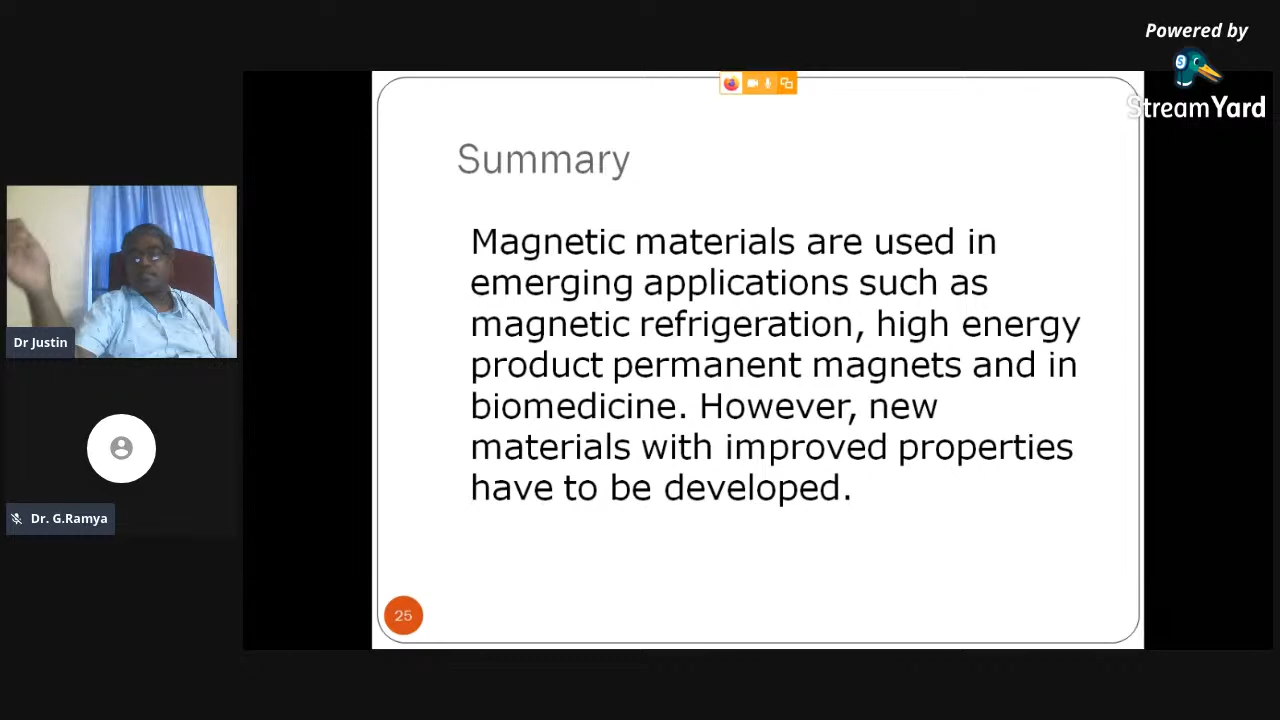 Powered by
StreamYard
Summary
Magnetic materials are used in
emerging applications such as
magnetic refrigeration, high energy
product permanent magnets and in
biomedicine. However, new
materials with improved properties
have to be developed.
25
Dr Justin
Dr. G.Ramya